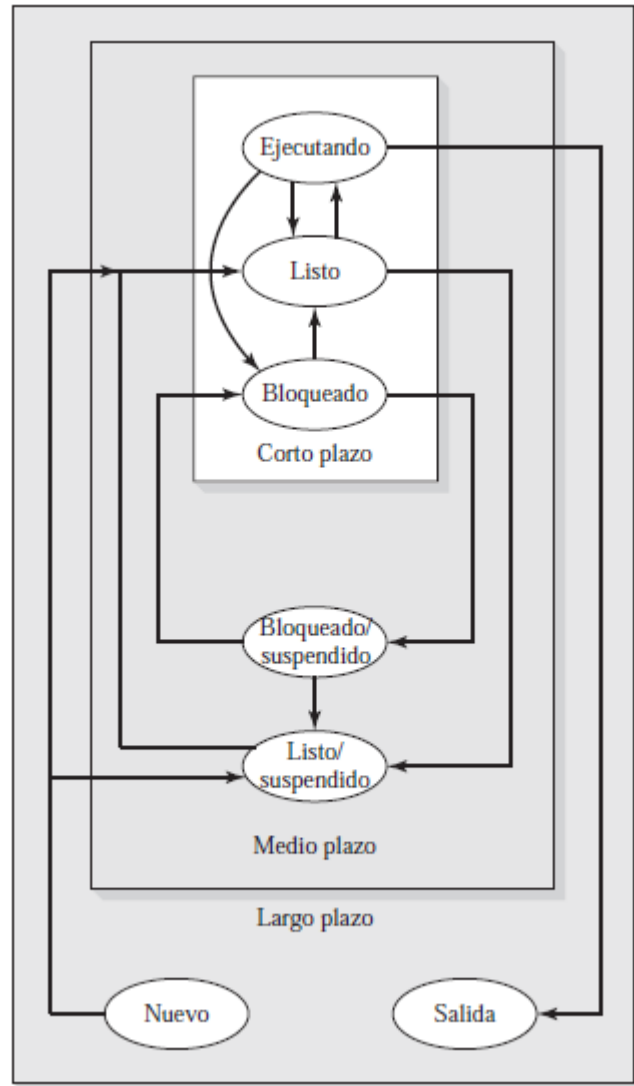 Ejecutando
Listo
Bloqueado
Corto plazo
Bloqueado/
suspendido
Listo/
suspendido
Medio plazo
Largo plazo
Nuevo
Salida